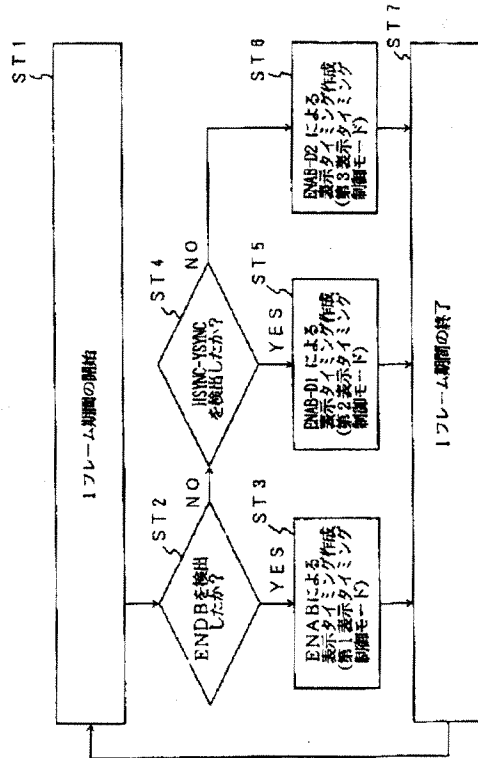 ST1
1フレーム期間の開始
ST2
ENDBを検出
したか?
NO
YES
ST3
ENABによる
表示タイミング作成
(第1表示タイミング
制御モード)
ST4
HSYNC-VSYNC
を検出したか?
NO
YES
ST5
ENAB-D1による
表示タイミング作成
(第2表示タイミング
制御モード)
ST6
ENAB-D2による
表示タイミング作成
(第3表示タイミング
制御モード)
ST7
1フレーム期間の終了